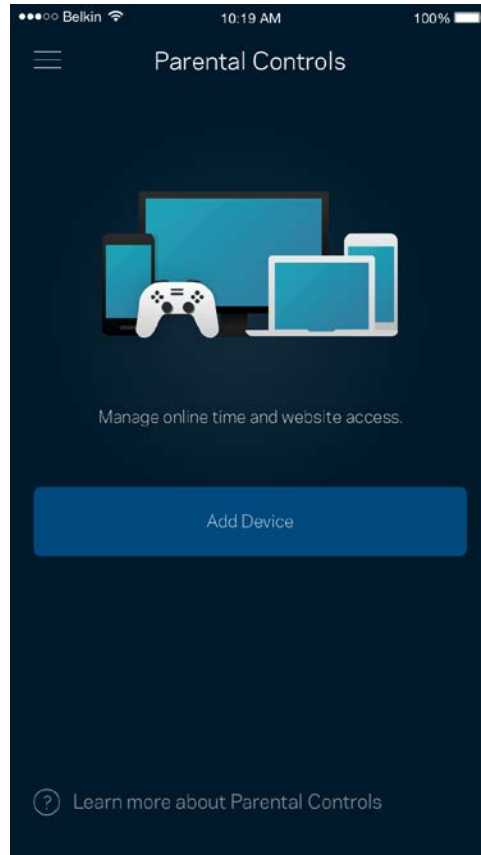 ●●●○○ Belkin 10:19 AM 100%
Parental Controls
Manage online time and website access.
Add Device
? Learn more about Parental Controls